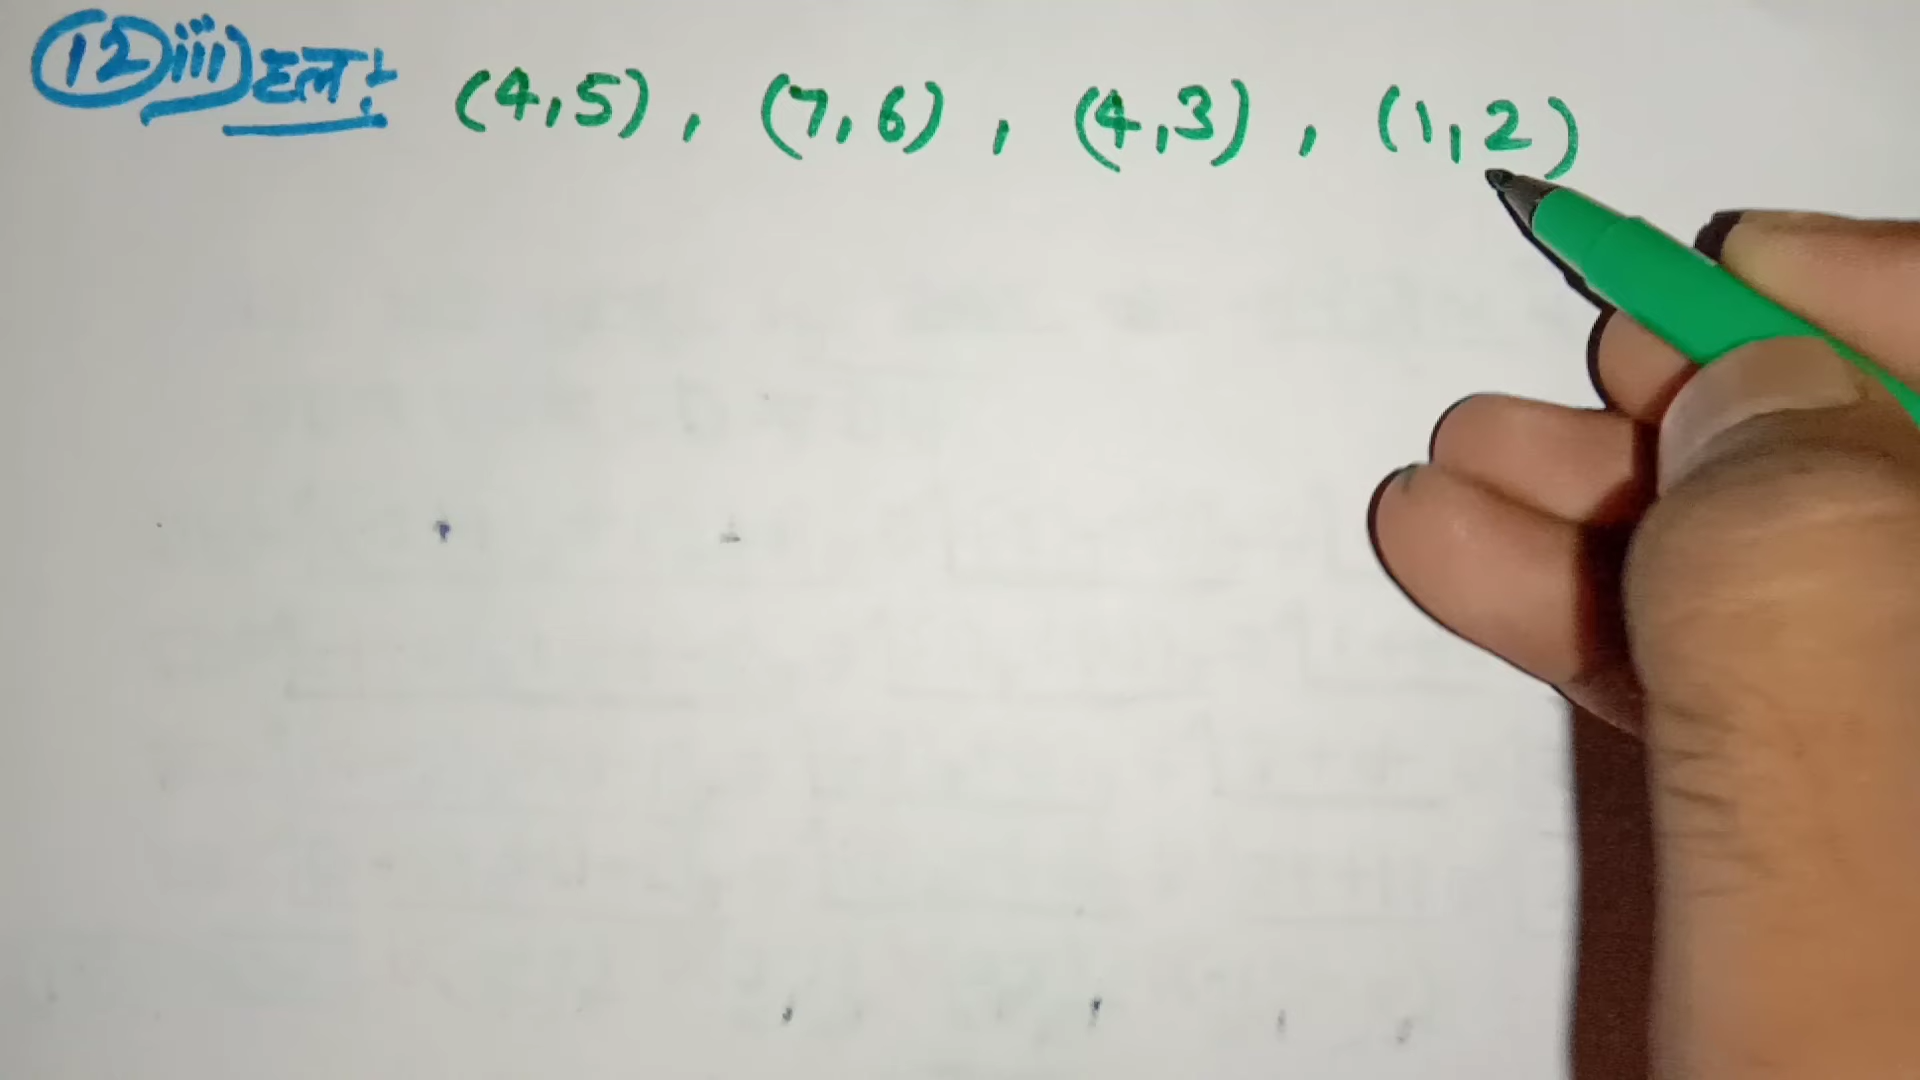 12 iii) हल: (4,5), (7,6), (4,3), (1,2)